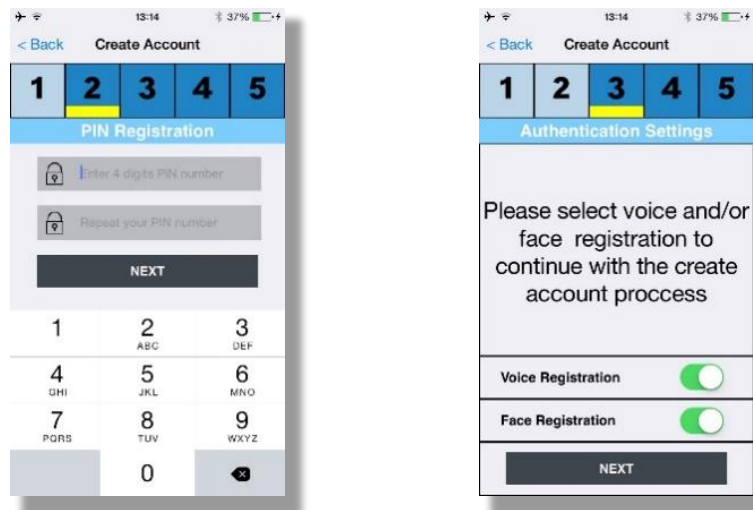 13:14 37%
< Back Create Account
1 2 3 4 5
PIN Registration
Enter 4 digits PIN number
Repeat your PIN number
NEXT
1 2 3
ABC DEF
4 5 6
GHI JKL MNO
7 8 9
PQRS TUV WXYZ
0
13:14 37%
< Back Create Account
1 2 3 4 5
Authentication Settings
Please select voice and/or
face registration to
continue with the create
account proccess
Voice Registration
Face Registration
NEXT